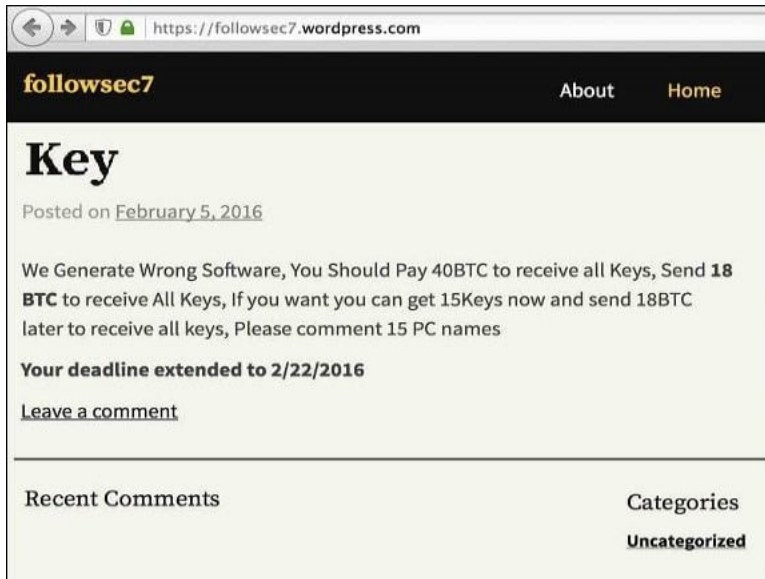 https://followsec7.wordpress.com
followsec7
About Home
Key
Posted on February 5, 2016
We Generate Wrong Software, You Should Pay 40BTC to receive all Keys, Send 18
BTC to receive All Keys, If you want you can get 15Keys now and send 18BTC
later to receive all keys, Please comment 15 PC names
Your deadline extended to 2/22/2016
Leave a comment
Recent Comments
Categories
Uncategorized